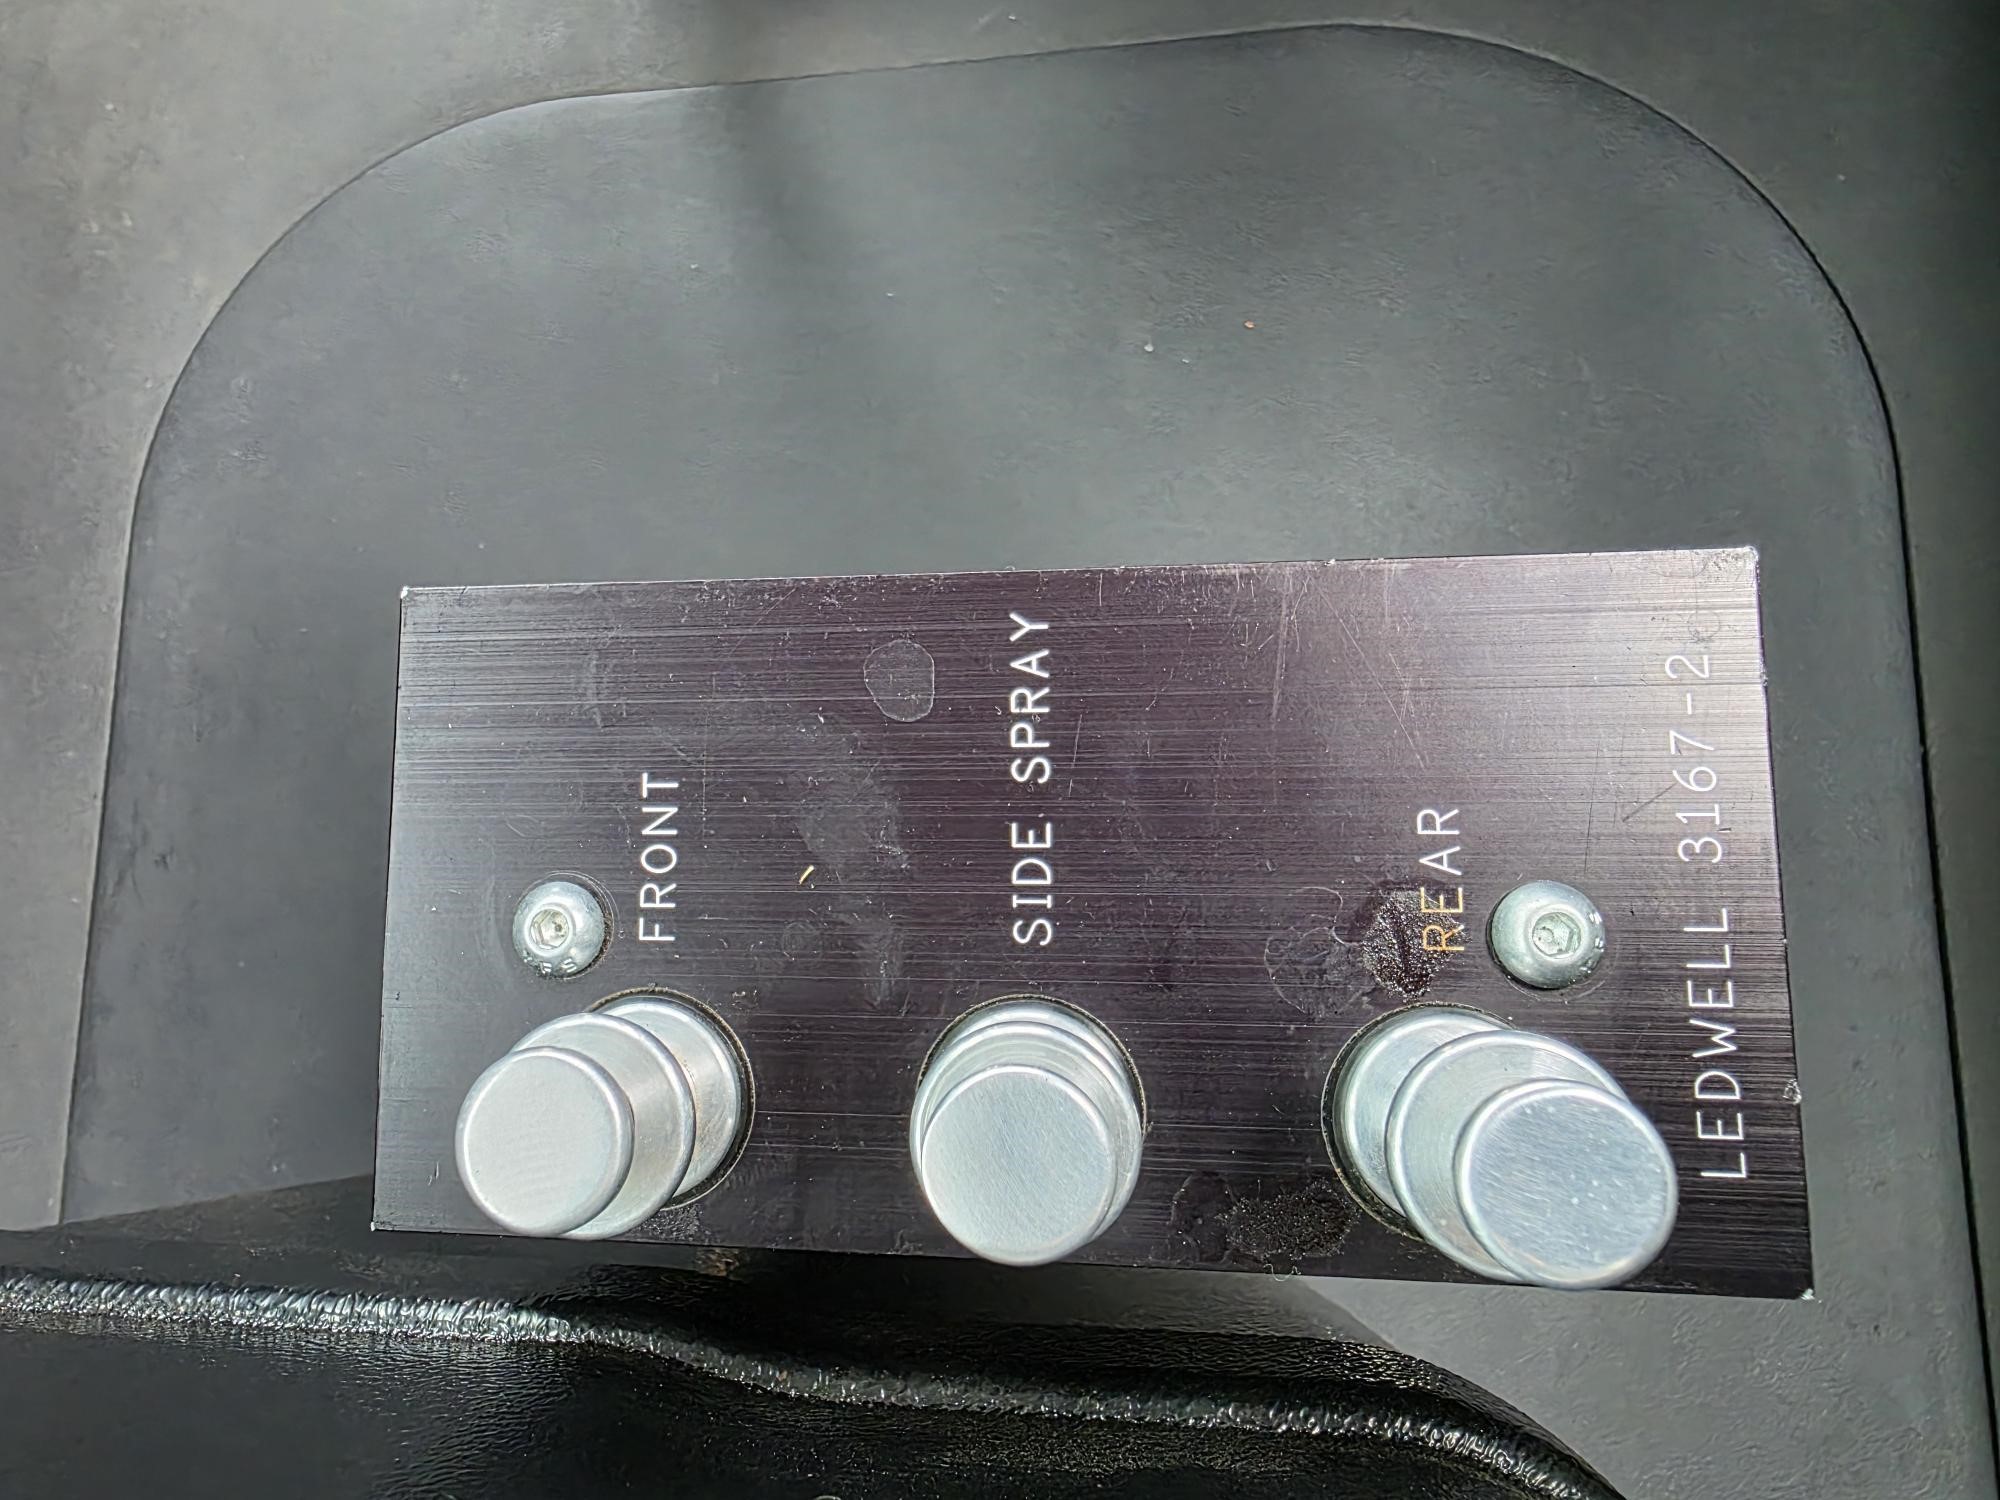 FRONT
SIDE SPRAY
REAR
LEDWELL 3167-2